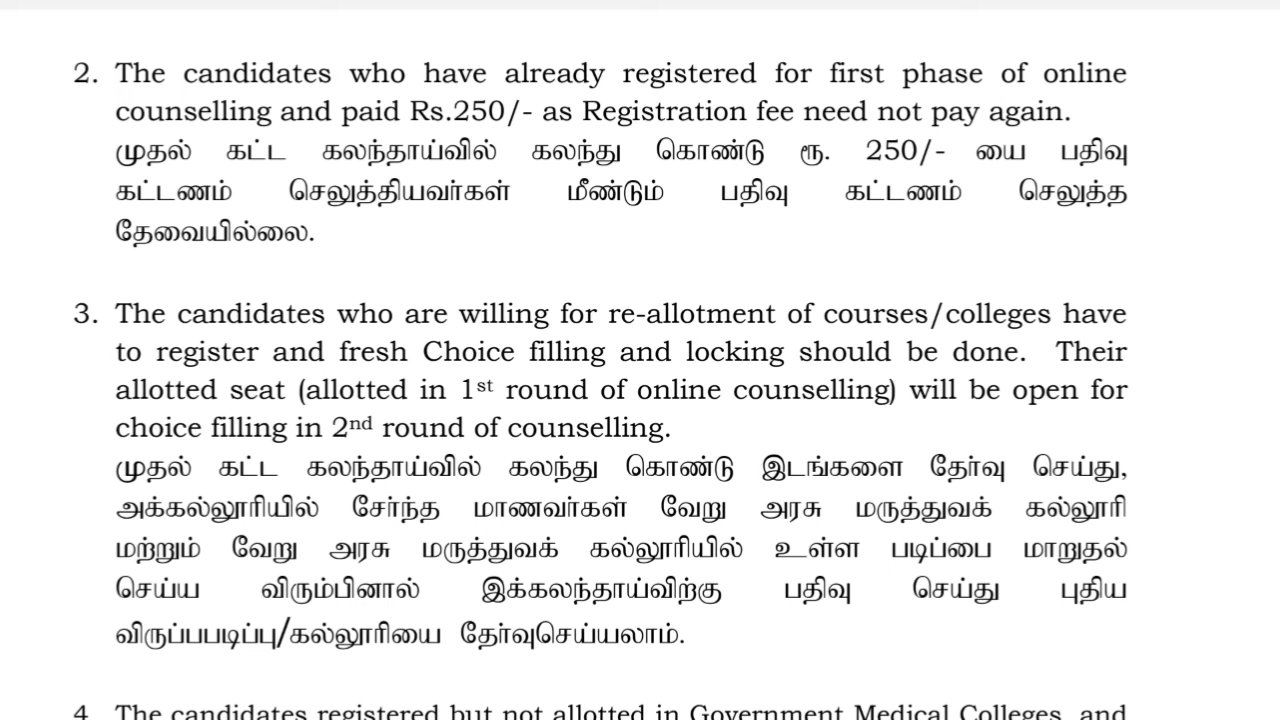 2. The candidates who have already registered for first phase of online
counselling and paid Rs.250/- as Registration fee need not pay again.
முதல் கட்ட கலந்தாய்வில் கலந்து கொண்டு ரூ. 250/- யை பதிவு
கட்டணம் செலுத்தியவர்கள் மீண்டும் பதிவு கட்டணம் செலுத்த
தேவையில்லை.
3. The candidates who are willing for re-allotment of courses/colleges have
to register and fresh Choice filling and locking should be done. Their
allotted seat (allotted in 1st round of online counselling) will be open for
choice filling in 2nd round of counselling.
முதல் கட்ட கலந்தாய்வில் கலந்து கொண்டு இடங்களை தேர்வு செய்து,
அக்கல்லூரியில் சேர்ந்த மாணவர்கள் வேறு அரசு மருத்துவக் கல்லூரி
மற்றும் வேறு அரசு மருத்துவக் கல்லூரியில் உள்ள படிப்பை மாறுதல்
செய்ய விரும்பினால் இக்கலந்தாய்விற்கு பதிவு செய்து புதிய
விருப்பபடிப்பு/கல்லூரியை தேர்வுசெய்யலாம்.
4. The candidates registered but not allotted in Government Medical Colleges, and